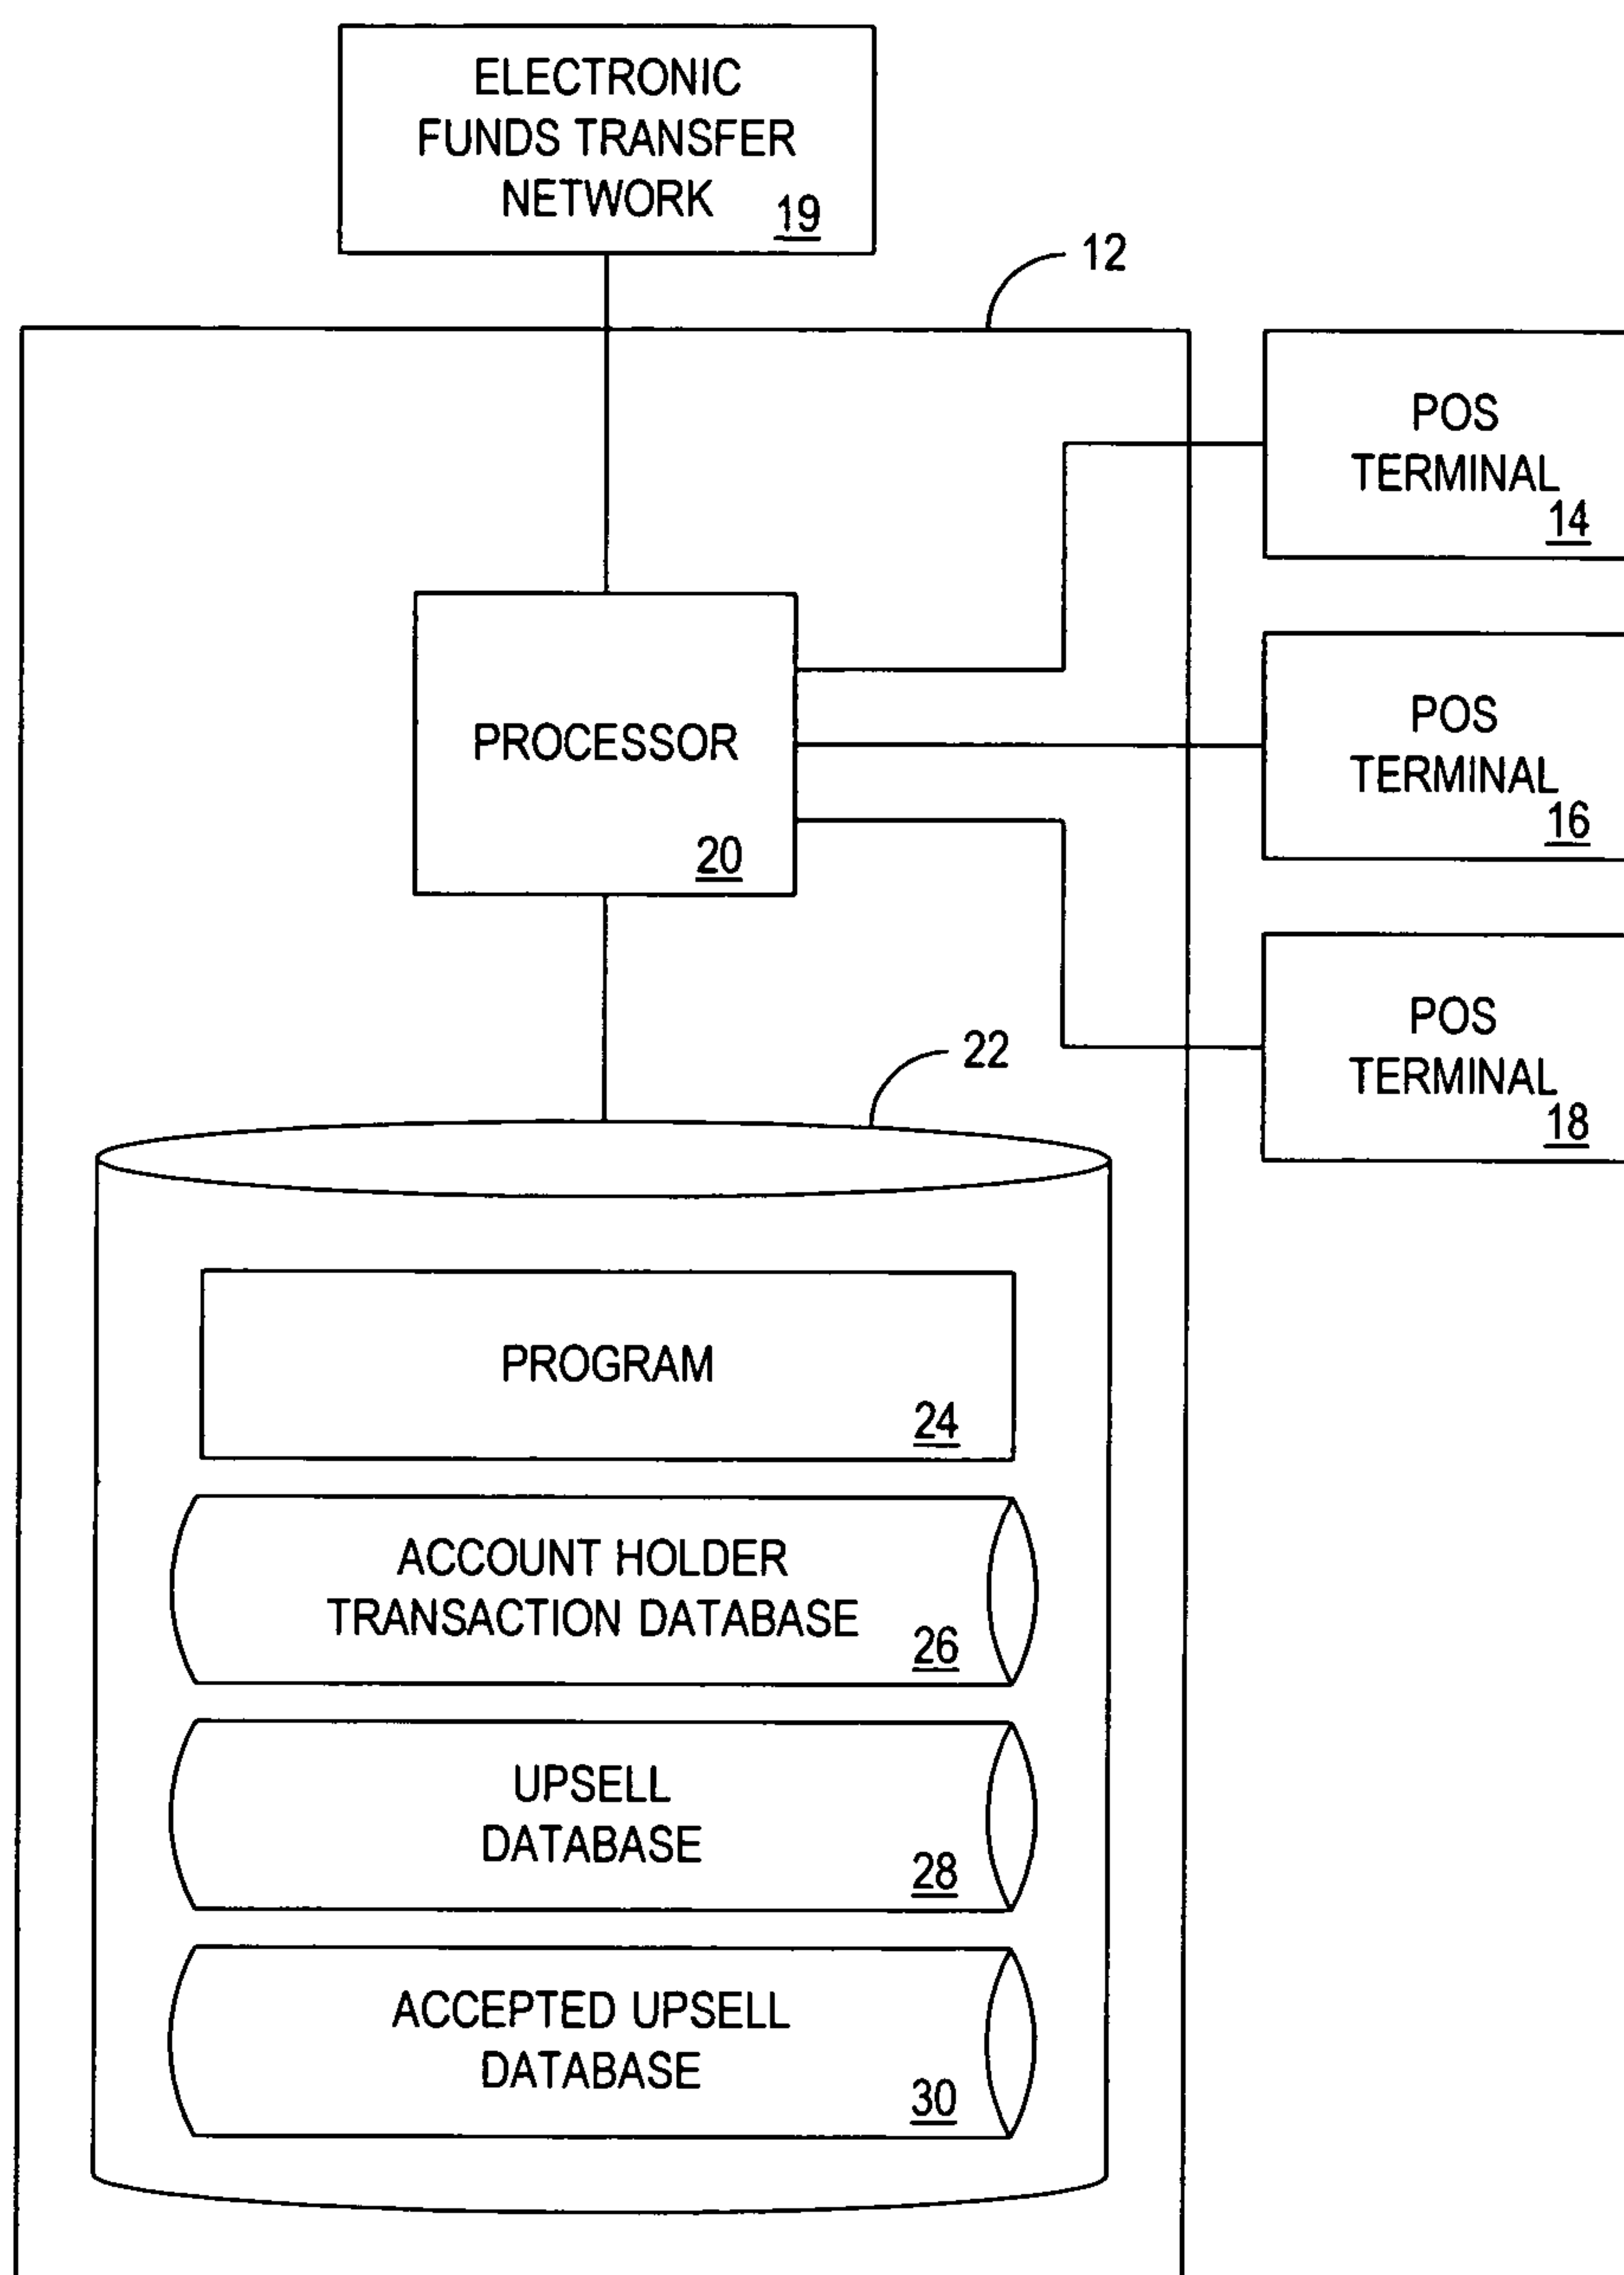 ELECTRONIC
FUNDS TRANSFER
NETWORK
19
12
POS
TERMINAL
14
PROCESSOR
20
POS
TERMINAL
16
POS
TERMINAL
18
22
PROGRAM
24
ACCOUNT HOLDER
TRANSACTION DATABASE
26
UPSELL
DATABASE
28
ACCEPTED UPSELL
DATABASE
30